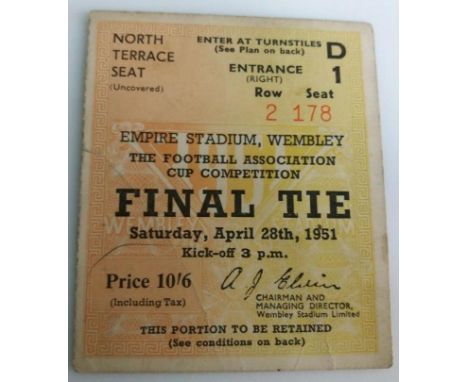 NORTH
TERRACE
SEAT
(Uncovered)
ENTER AT TURNSTILES
(See Plan on back)
D
ENTRANCE
(RIGHT)
1
Row Seat
2 178
EMPIRE STADIUM, WEMBLEY
THE FOOTBALL ASSOCIATION
CUP COMPETITION
FINAL TIE
Saturday, April 28th, 1951
Kick-off 3 p.m.
Price 10/6
(Including Tax)
A J Elvin
CHAIRMAN AND
MANAGING DIRECTOR,
Wembley Stadium Limited
THIS PORTION TO BE RETAINED
(See conditions on back)